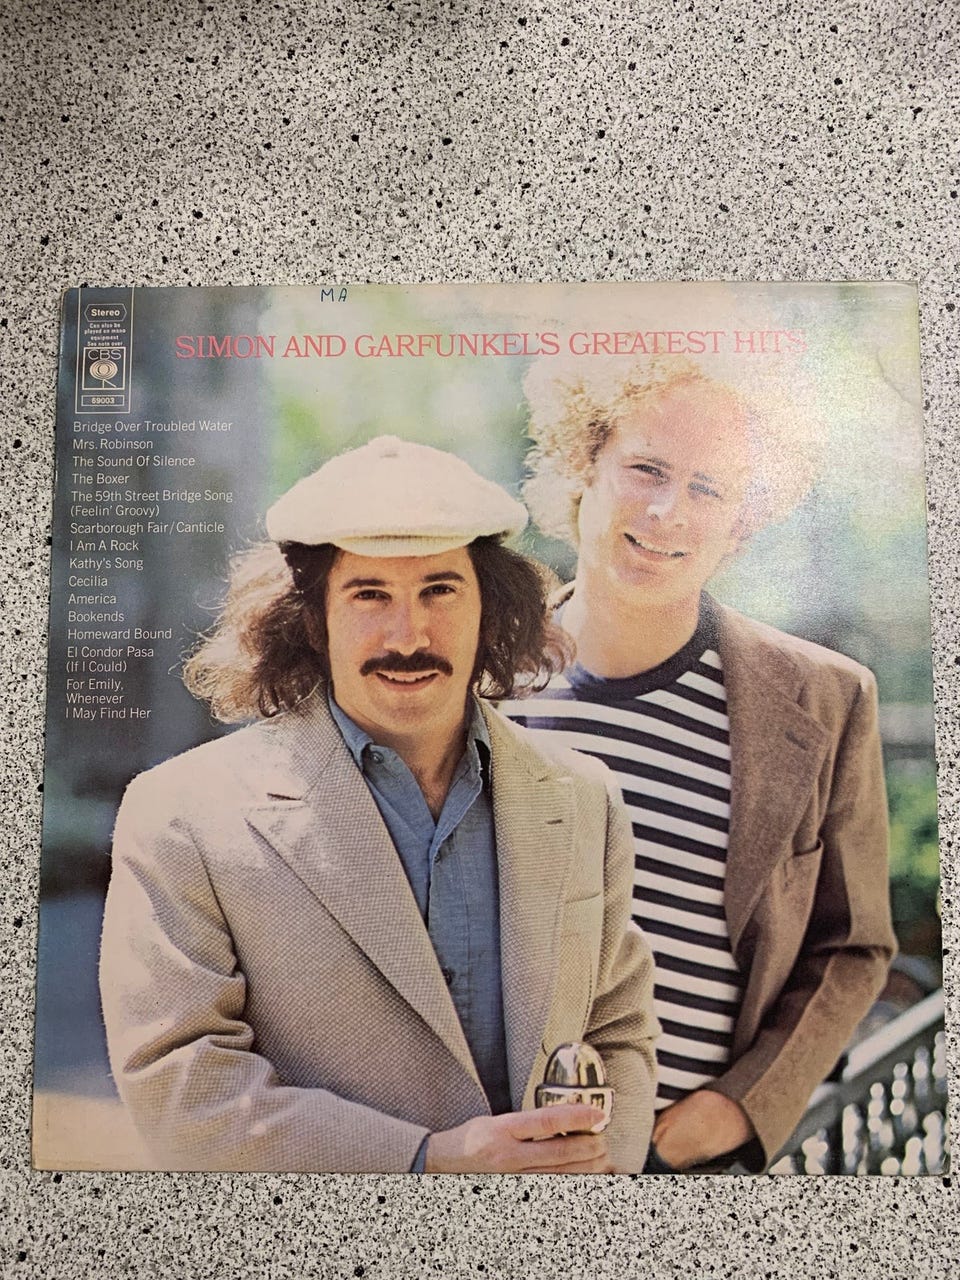 MA
Stereo
Can also be
played on mono
equipment
See note over
CBS
69003
SIMON AND GARFUNKEL'S GREATEST HITS
Bridge Over Troubled Water
Mrs. Robinson
The Sound Of Silence
The Boxer
The 59th Street Bridge Song
(Feelin' Groovy)
Scarborough Fair/Canticle
I Am A Rock
Kathy's Song
Cecilia
America
Bookends
Homeward Bound
El Condor Pasa
(If I Could)
For Emily,
Whenever
I May Find Her